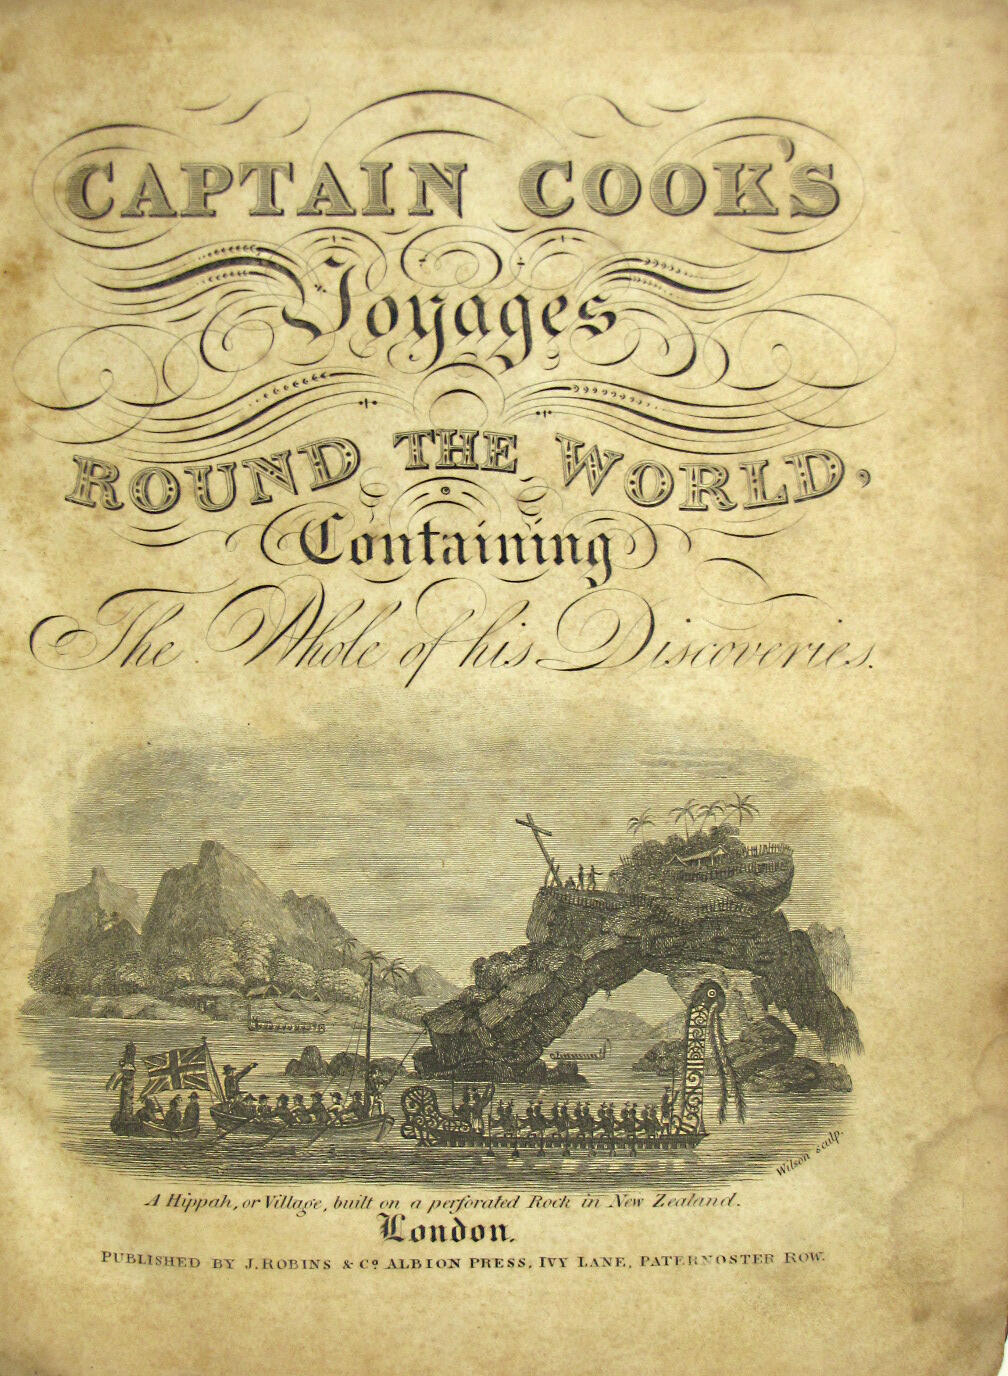 CAPTAIN COOK'S
Voyages
ROUND THE WORLD,
Containing
The Whole of his Discoveries.
Wilson sculp.
A Hippah, or Village, built on a perforated Rock in New Zealand.
London.
PUBLISHED BY J. ROBINS & Co. ALBION PRESS, IVY LANE, PATERNOSTER ROW.